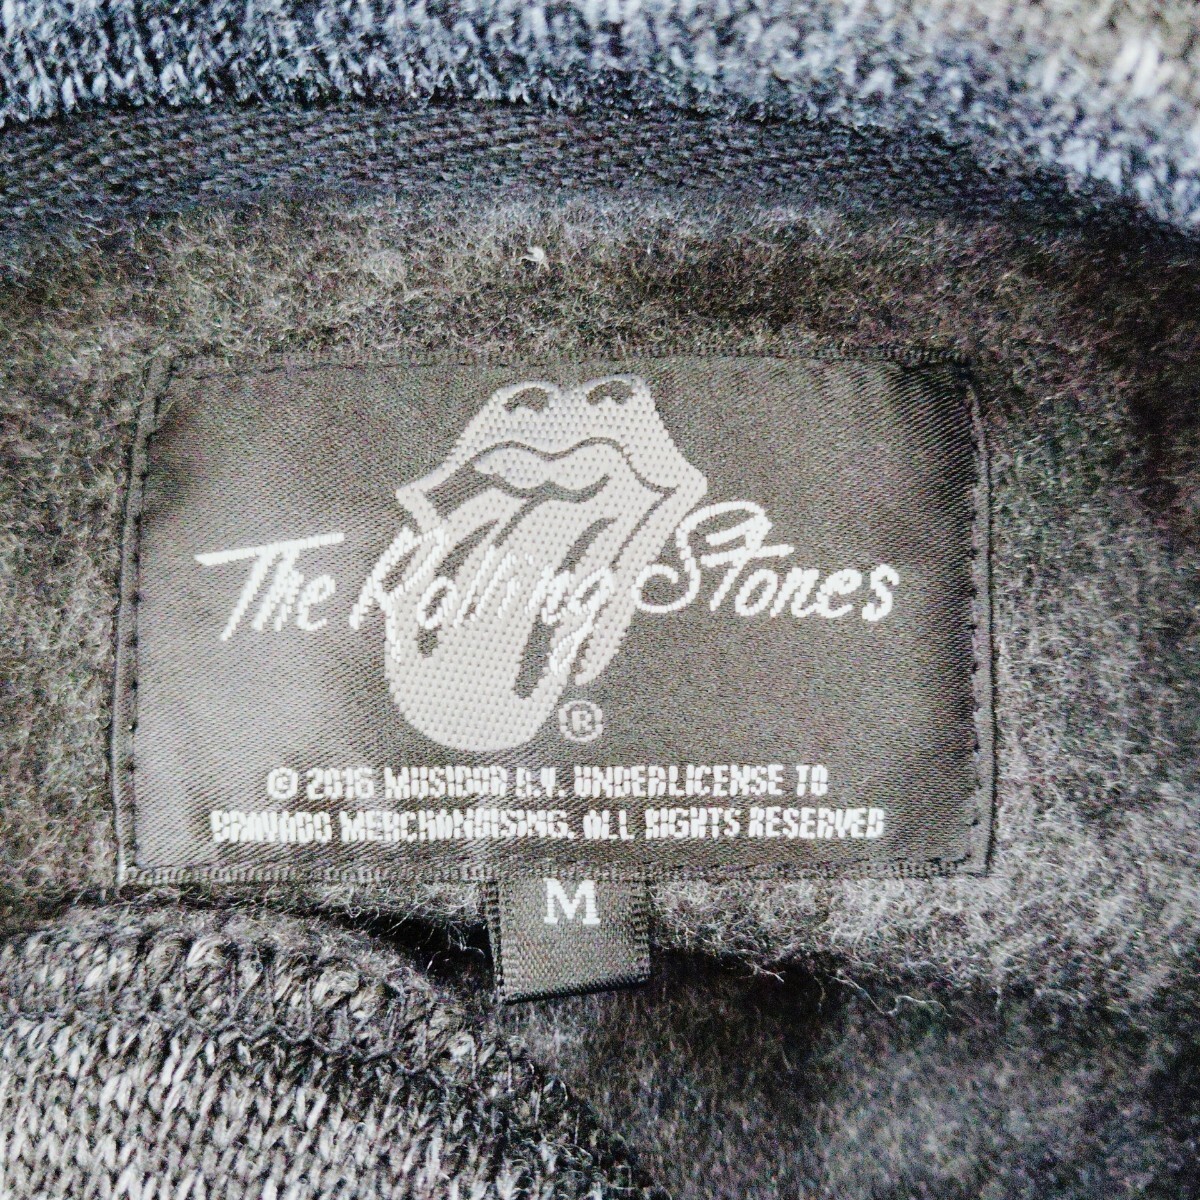 The Rolling Stones
®
© 2016 MUSIDOR B.V. UNDERLICENSE TO
BRAVADO MERCHANDISING. ALL RIGHTS RESERVED
M